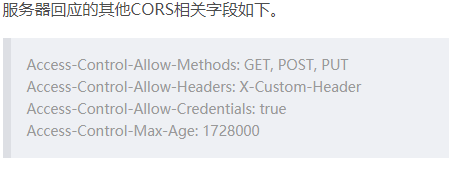 服务器回应的其他CORS相关字段如下。
Access-Control-Allow-Methods: GET, POST, PUT
Access-Control-Allow-Headers: X-Custom-Header
Access-Control-Allow-Credentials: true
Access-Control-Max-Age: 1728000